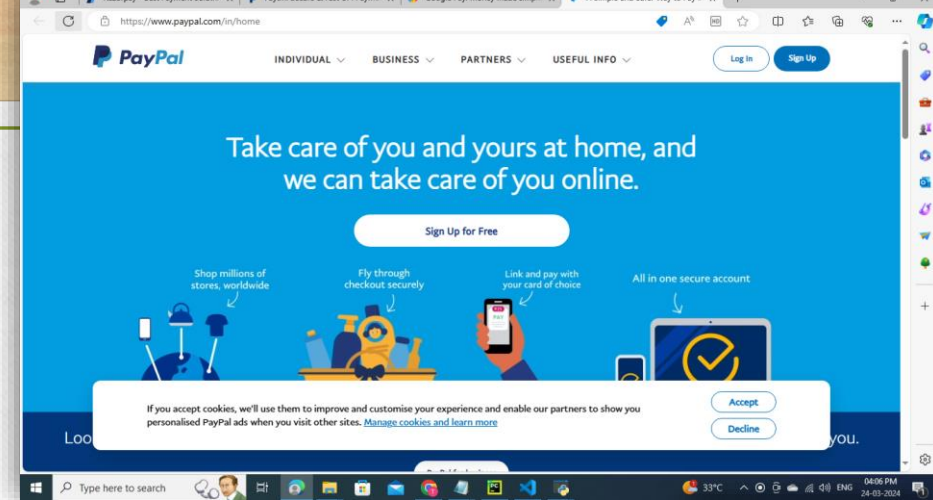 https://www.paypal.com/in/home
PayPal
INDIVIDUAL
BUSINESS
PARTNERS
USEFUL INFO
Log In
Sign Up
Take care of you and yours at home, and
we can take care of you online.
Sign Up for Free
Shop millions of
stores, worldwide
Fly through
checkout securely
Link and pay with
your card of choice
All in one secure account
PAY
If you accept cookies, we'll use them to improve and customise your experience and enable our partners to show you
personalised PayPal ads when you visit other sites. Manage cookies and learn more
Accept
Decline
Loo
you.
Type here to search
33°C
ENG
04:06 PM
24-03-2024